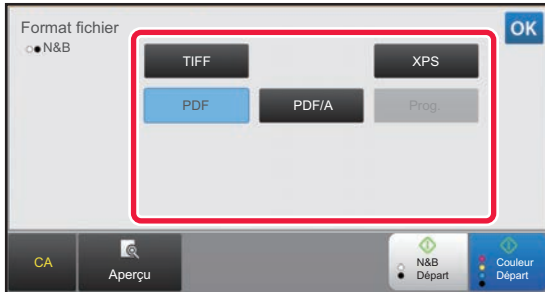 Format fichier
N&B
OK
TIFF
XPS
PDF
PDF/A
Prog.
CA
Aperçu
N&B
Départ
Couleur
Départ